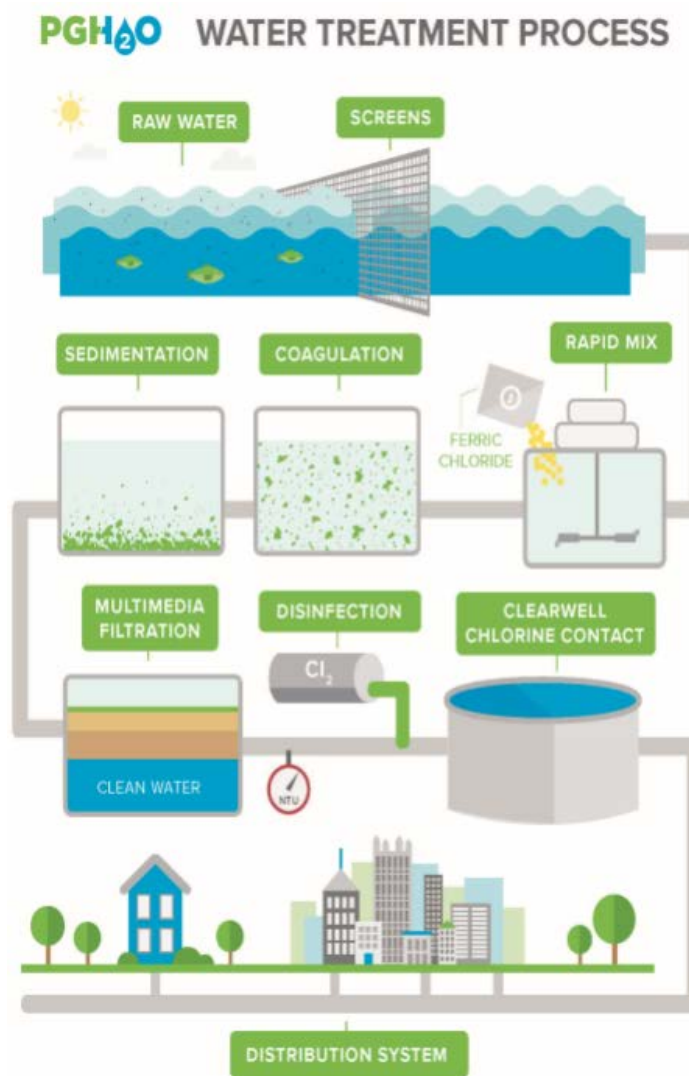 PGH2O WATER TREATMENT PROCESS
RAW WATER
SCREENS
SEDIMENTATION
COAGULATION
RAPID MIX
FERRIC
CHLORIDE
MULTIMEDIA
FILTRATION
DISINFECTION
CLEARWELL
CHLORINE CONTACT
Cl2
CLEAN WATER
NTU
DISTRIBUTION SYSTEM